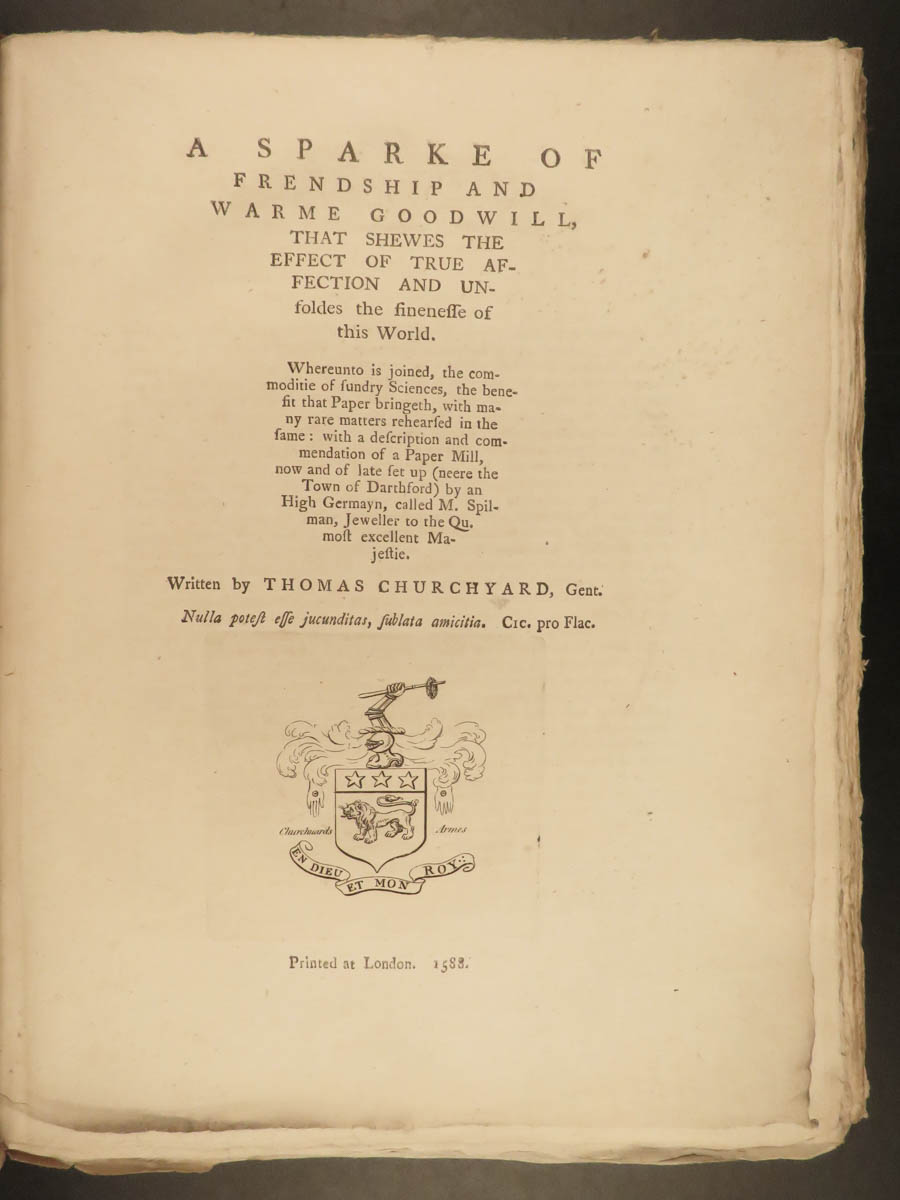 A SPARKE OF
FRENDSHIP AND
WARME GOODWILL,
THAT SHEWES THE
EFFECT OF TRUE AF-
FECTION AND UN-
foldes the fineneſſe of
this World.
Whereunto is joined, the com-
moditie of ſundry Sciences, the bene-
fit that Paper bringeth, with ma-
ny rare matters rehearſed in the
ſame: with a deſcription and com-
mendation of a Paper Mill,
now and of late ſet up (neere the
Town of Darthford) by an
High Germayn, called M. Spil-
man, Jeweller to the Qu.
moſt excellent Ma-
jeſtie.
Written by THOMAS CHURCHYARD, Gent.
Nulla poteſt eſſe jucunditas, ſublata amicitia. CIC. pro Flac.
Churchuards Armes
EN DIEU ET MON ROY.:
Printed at London. 1588.